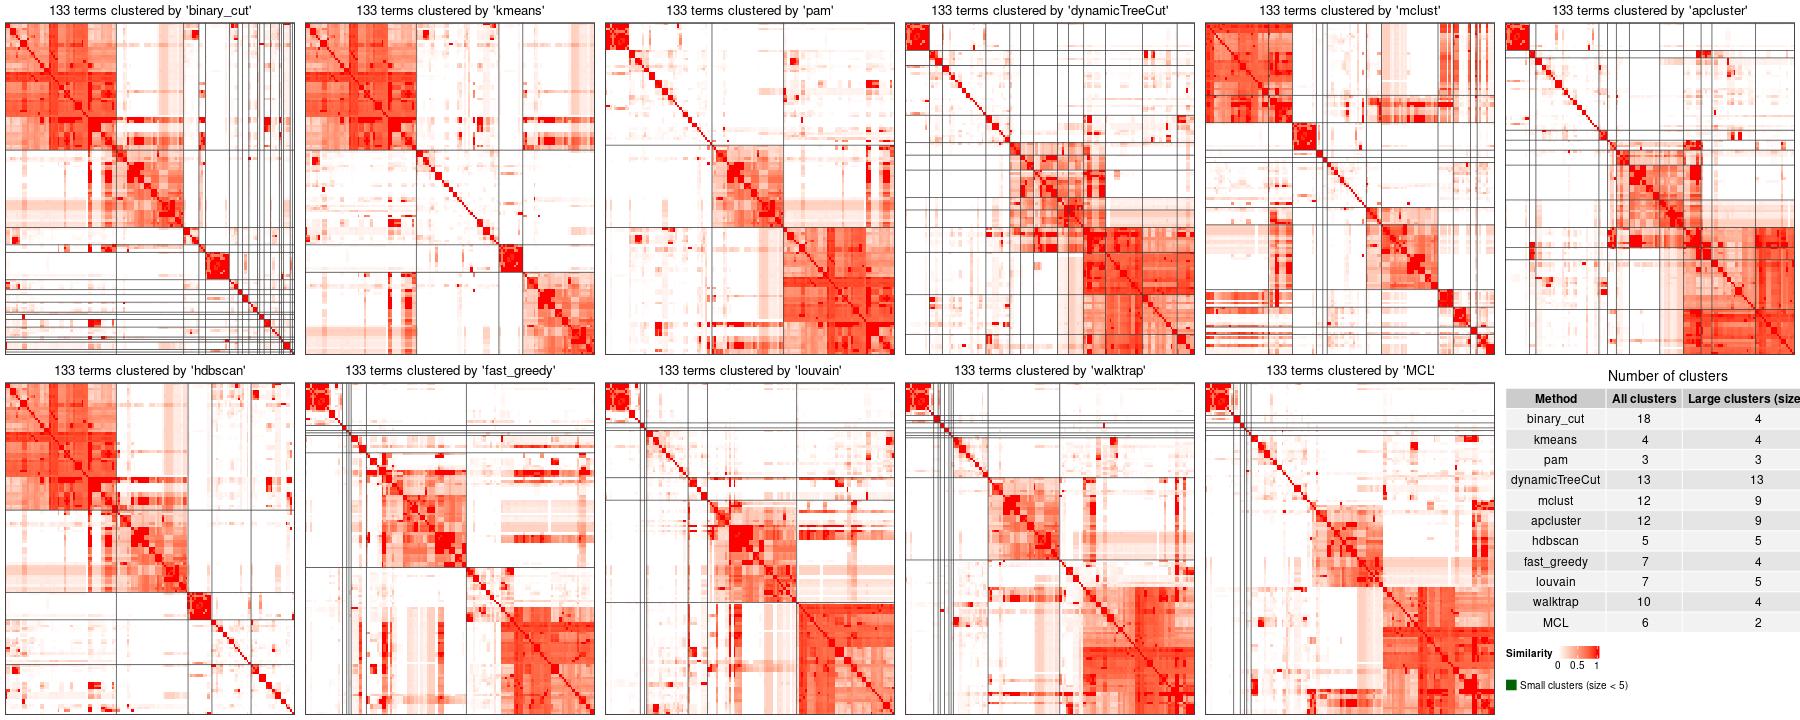 133 terms clustered by 'binary_cut'
133 terms clustered by 'kmeans'
133 terms clustered by 'pam'
133 terms clustered by 'dynamicTreeCut'
133 terms clustered by 'mclust'
133 terms clustered by 'apcluster'
133 terms clustered by 'hdbscan'
133 terms clustered by 'fast_greedy'
133 terms clustered by 'louvain'
133 terms clustered by 'walktrap'
133 terms clustered by 'MCL'
Number of clusters
Method All clusters Large clusters (size
binary_cut 18 4
kmeans 4 4
pam 3 3
dynamicTreeCut 13 13
mclust 12 9
apcluster 12 9
hdbscan 5 5
fast_greedy 7 4
louvain 7 5
walktrap 10 4
MCL 6 2
Similarity
0 0.5 1
Small clusters (size < 5)